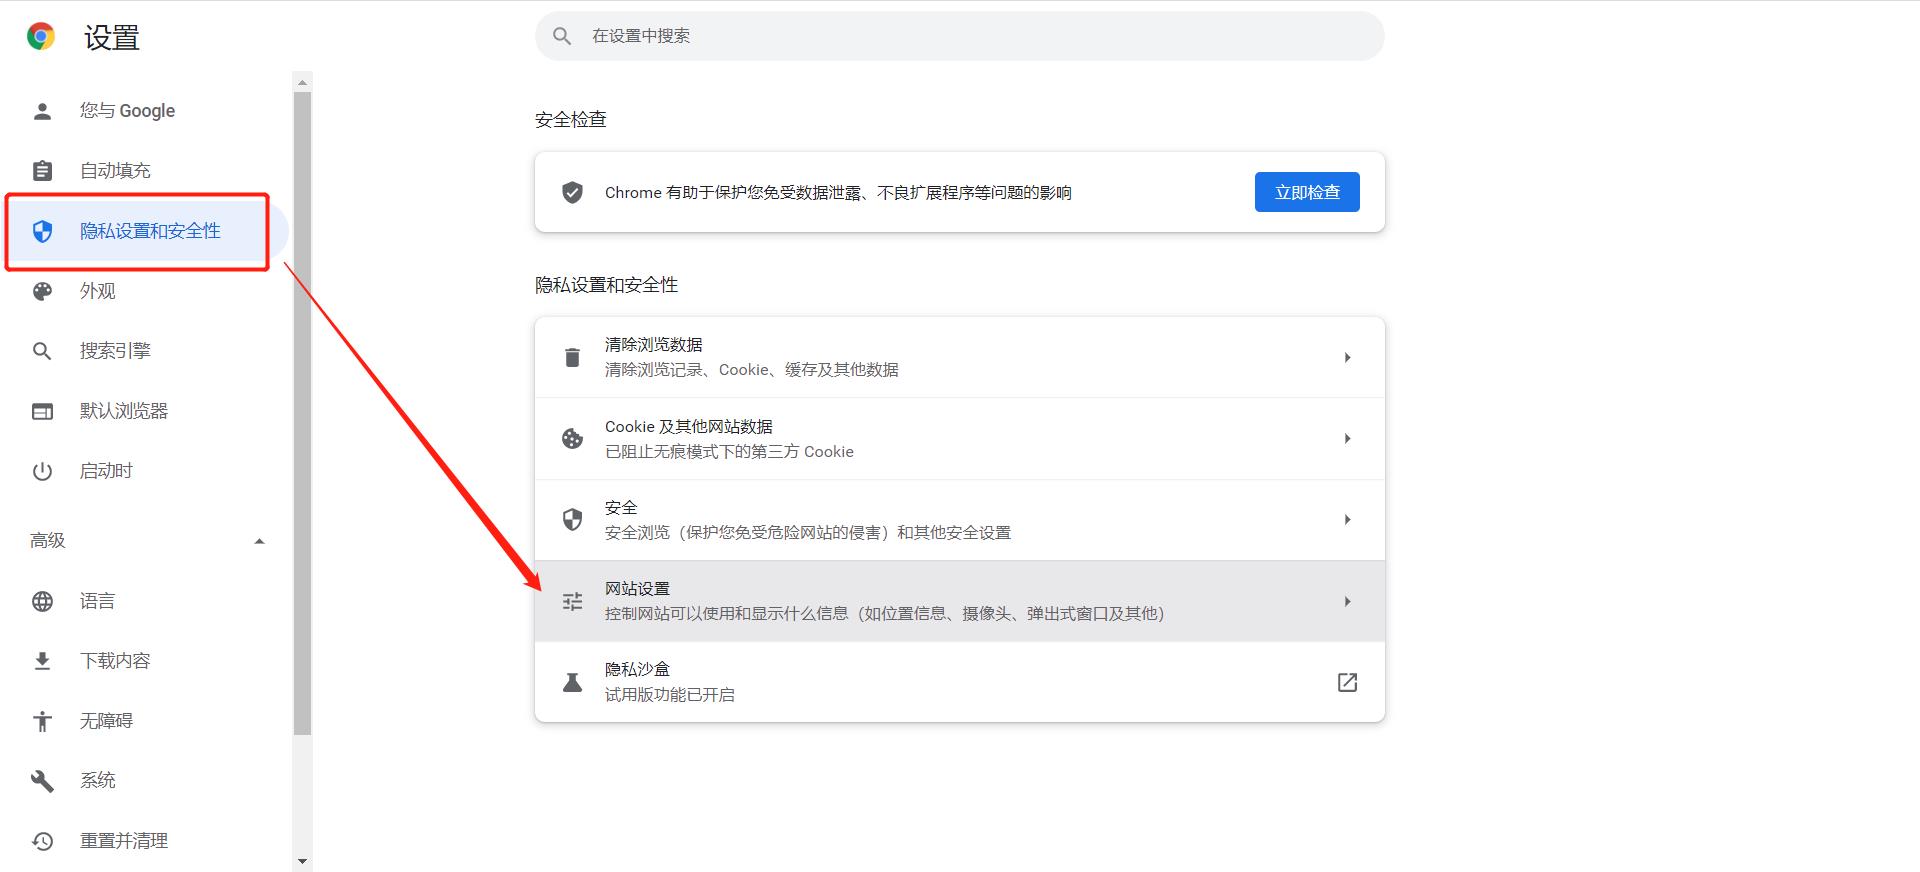 设置
在设置中搜索
您与 Google
自动填充
隐私设置和安全性
外观
搜索引擎
默认浏览器
启动时
高级
语言
下载内容
无障碍
系统
重置并清理
安全检查
Chrome 有助于保护您免受数据泄露、不良扩展程序等问题的影响
立即检查
隐私设置和安全性
清除浏览数据
清除浏览记录、Cookie、缓存及其他数据
Cookie 及其他网站数据
已阻止无痕模式下的第三方 Cookie
安全
安全浏览（保护您免受危险网站的侵害）和其他安全设置
网站设置
控制网站可以使用和显示什么信息（如位置信息、摄像头、弹出式窗口及其他）
隐私沙盒
试用版功能已开启